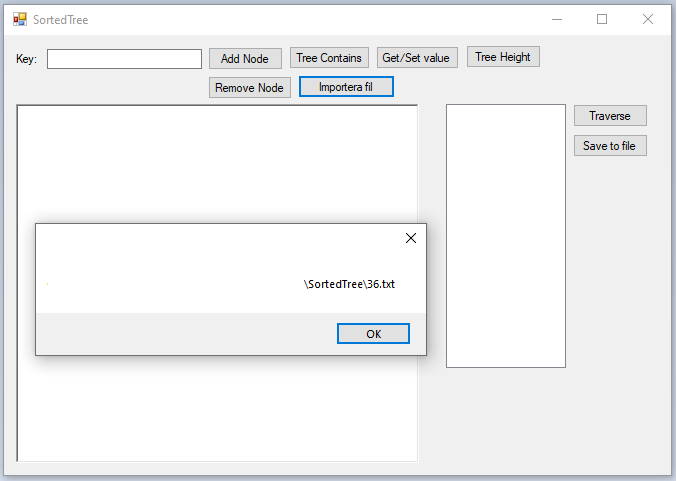 SortedTree
Key: Add Node Tree Contains Get/Set value Tree Height
Remove Node Importera fil
Traverse
Save to file
\SortedTree\36.txt
OK